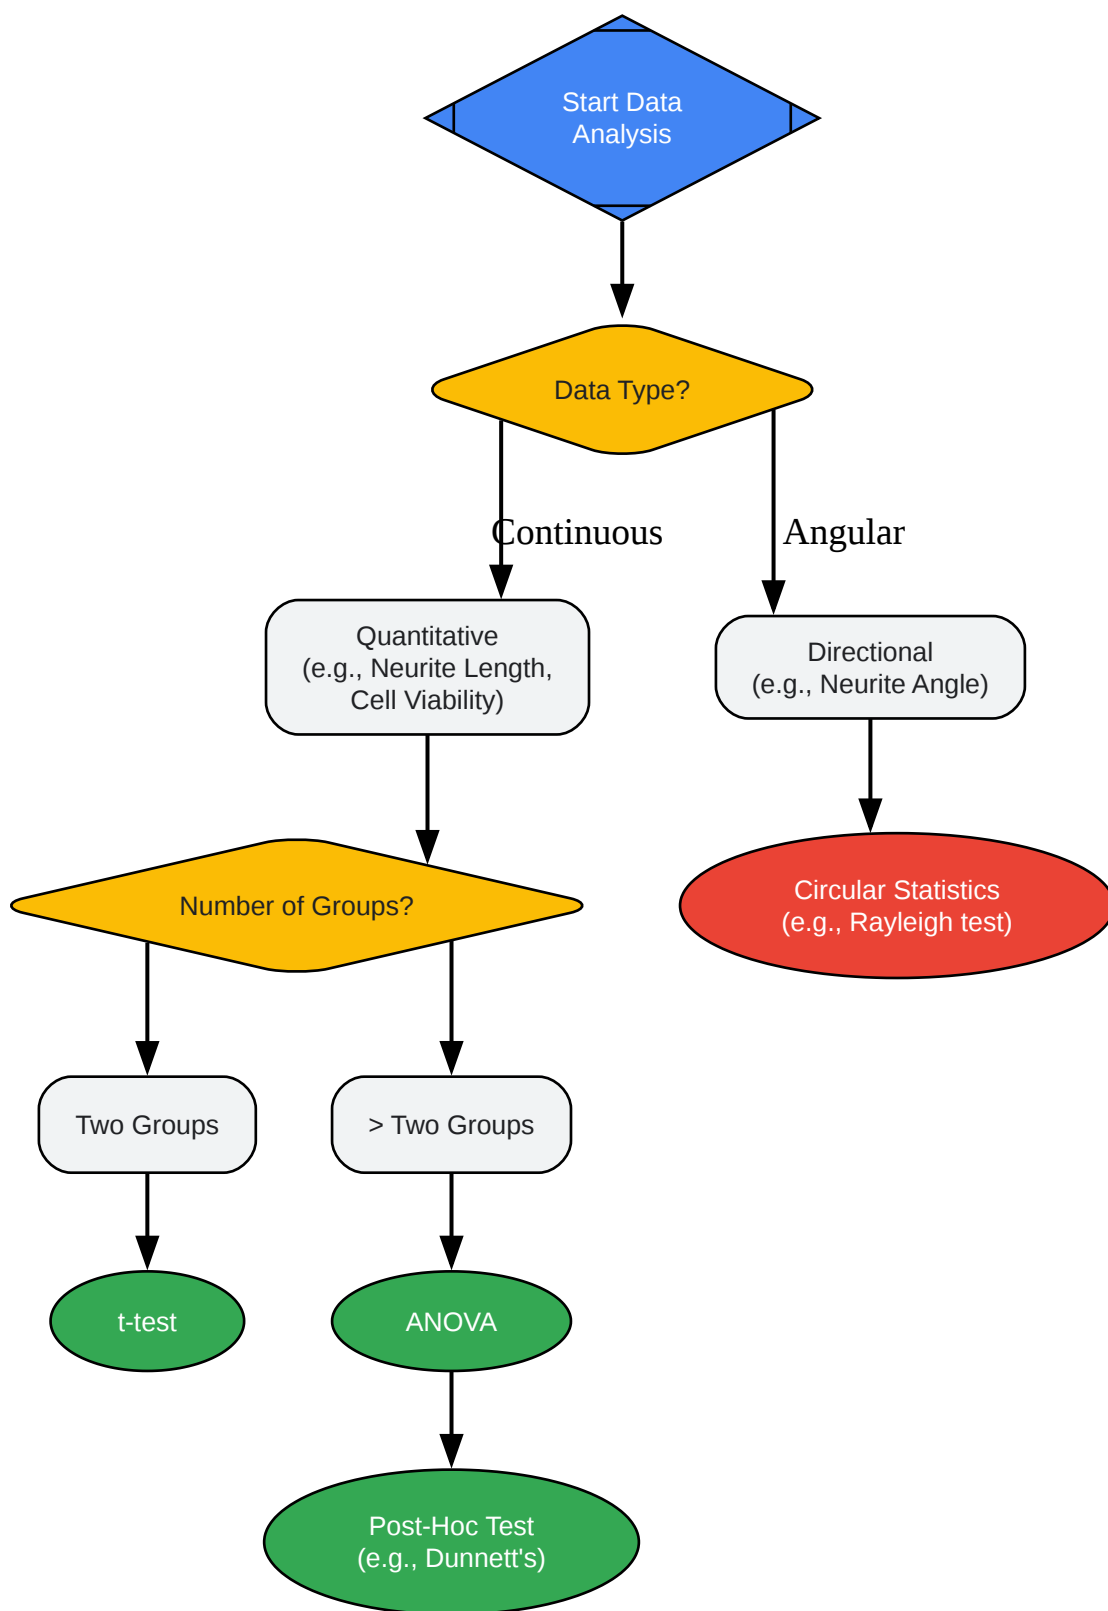 Start Data
Analysis
Data Type?
Continuous
Angular
Quantitative
(e.g., Neurite Length,
Cell Viability)
Directional
(e.g., Neurite Angle)
Number of Groups?
Circular Statistics
(e.g., Rayleigh test)
Two Groups
> Two Groups
t-test
ANOVA
Post-Hoc Test
(e.g., Dunnett's)